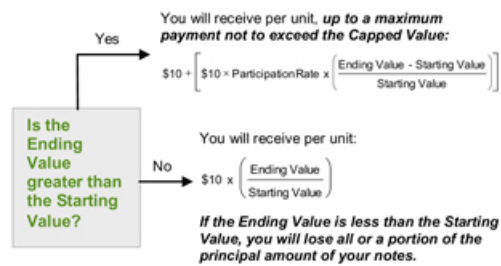 You will receive per unit, up to a maximum
payment not to exceed the Capped Value:
Yes
$10 + [ $10 × Participation Rate x ( Ending Value - Starting Value / Starting Value ) ]
Is the
Ending
Value
greater than
the Starting
Value?
You will receive per unit:
No
$10 x ( Ending Value / Starting Value )
If the Ending Value is less than the Starting
Value, you will lose all or a portion of the
principal amount of your notes.